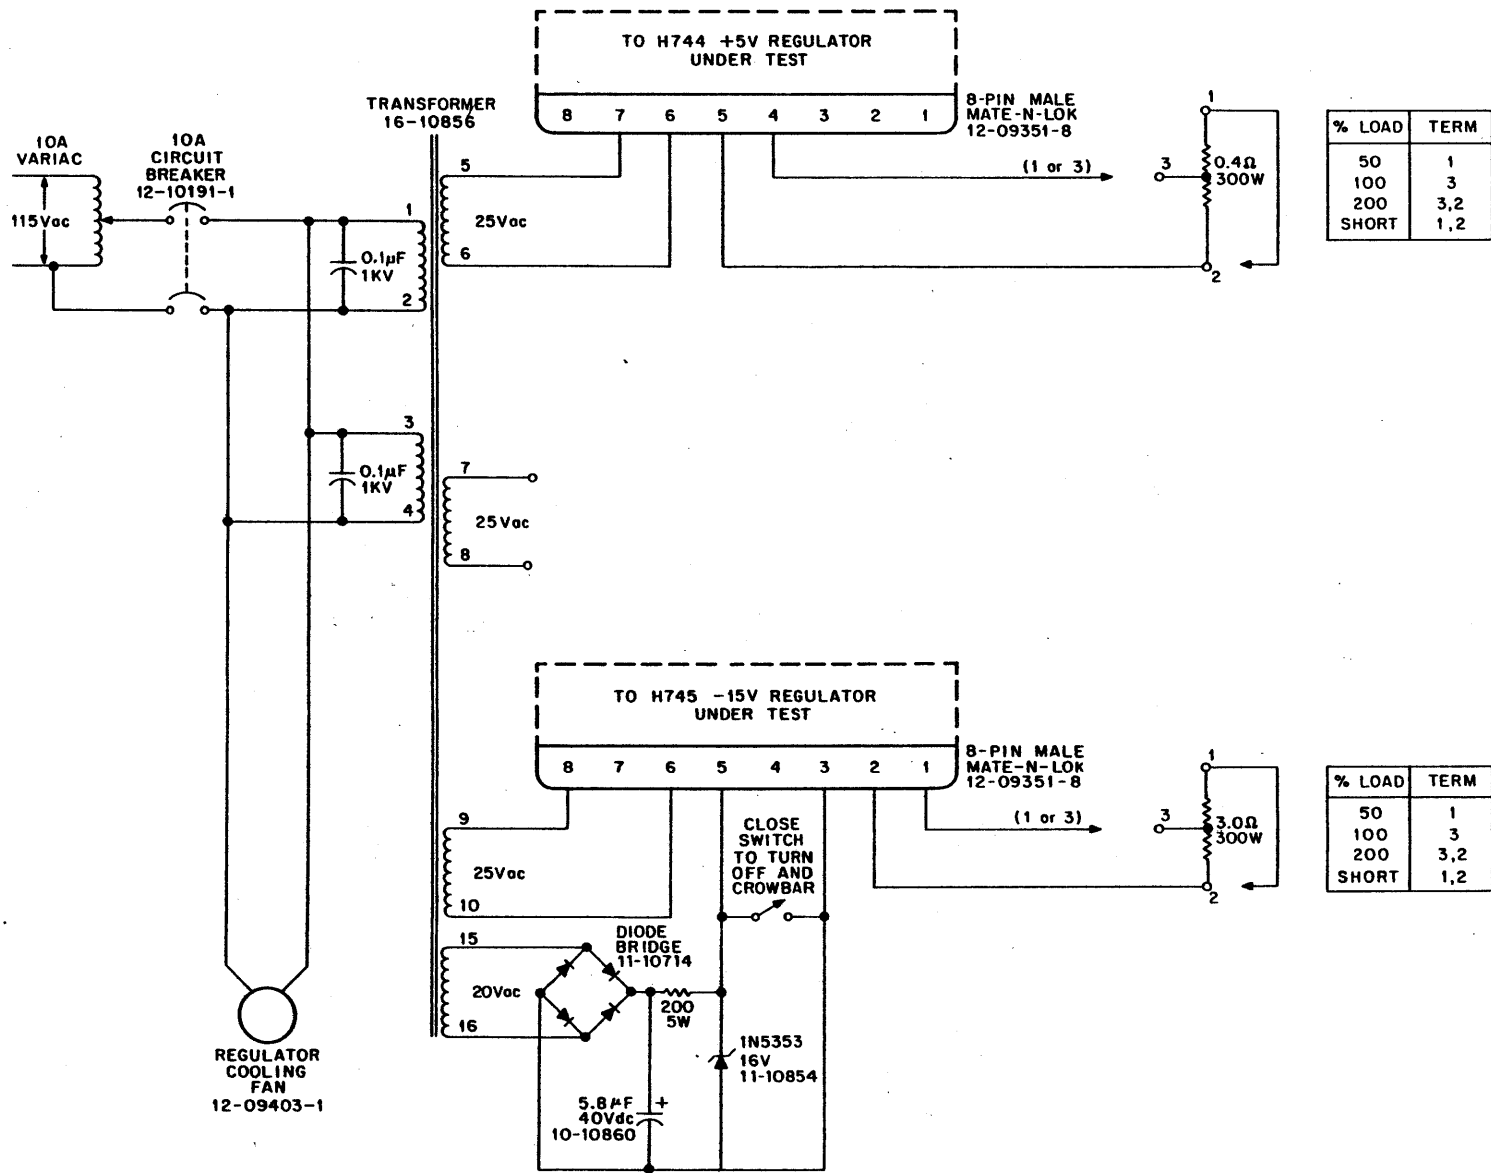 TO H744 +5V REGULATOR
UNDER TEST
8 7 6 5 4 3 2 1
8-PIN MALE
MATE-N-LOK
12-09351-8
TRANSFORMER
16-10856
10A
VARIAC
10A
CIRCUIT
BREAKER
12-10191-1
115Vac
1
2
0.1µF
1KV
5
25Vac
6
(1 or 3)
1
3
0.4Ω
300W
2
% LOAD TERM
50 1
100 3
200 3,2
SHORT 1,2
3
0.1µF
1KV
4
7
25Vac
8
TO H745 -15V REGULATOR
UNDER TEST
8 7 6 5 4 3 2 1
8-PIN MALE
MATE-N-LOK
12-09351-8
9
25Vac
10
CLOSE
SWITCH
TO TURN
OFF AND
CROWBAR
(1 or 3)
1
3
3.0Ω
300W
2
% LOAD TERM
50 1
100 3
200 3,2
SHORT 1,2
15
20Vac
16
DIODE
BRIDGE
11-10714
200
5W
1N5353
16V
11-10854
5.8µF
40Vdc
10-10860
+
REGULATOR
COOLING
FAN
12-09403-1